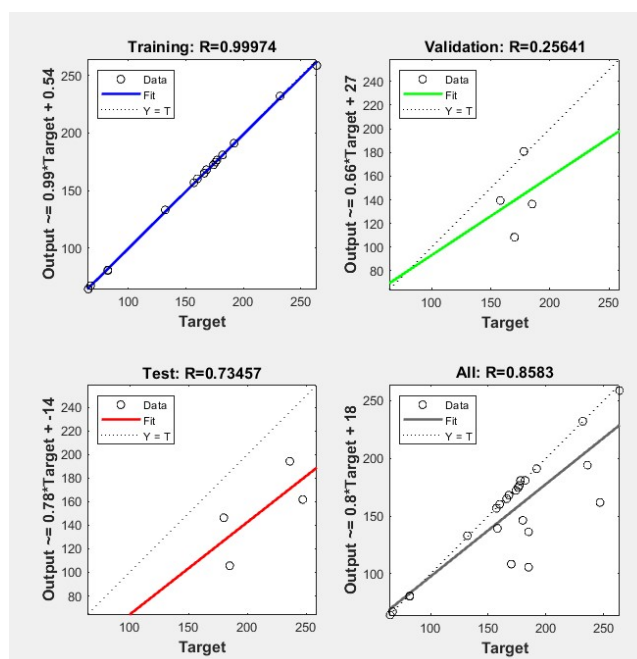 Training: R=0.99974
Output ~= 0.99*Target + 0.54
250
200
150
100
Data
Fit
Y = T
100
150
200
250
Target
Validation: R=0.25641
Output ~= 0.66*Target + 27
240
220
200
180
160
140
120
100
80
Data
Fit
Y = T
100
150
200
250
Target
Test: R=0.73457
Output ~= 0.78*Target + -14
240
220
200
180
160
140
120
100
80
Data
Fit
Y = T
100
150
200
250
Target
All: R=0.8583
Output ~= 0.8*Target + 18
250
200
150
100
Data
Fit
Y = T
100
150
200
250
Target